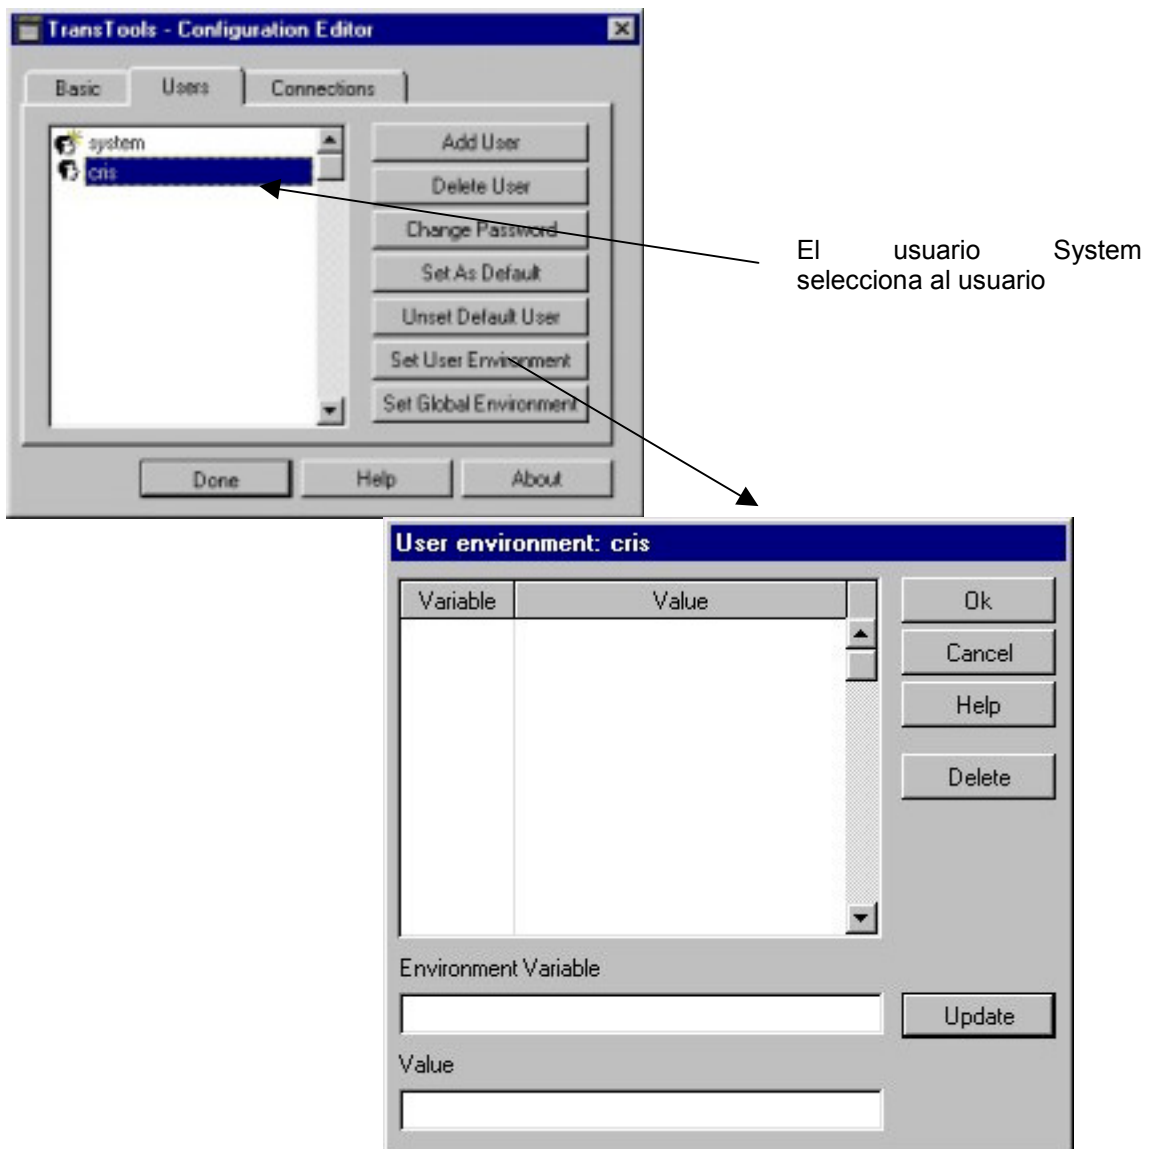 TransTools - Configuration Editor
Basic
Users
Connections
system
cris
Add User
Delete User
Change Password
Set As Default
Unset Default User
Set User Environment
Set Global Environment
Done
Help
About
El usuario System
selecciona al usuario
User environment: cris
Variable
Value
Ok
Cancel
Help
Delete
Environment Variable
Update
Value